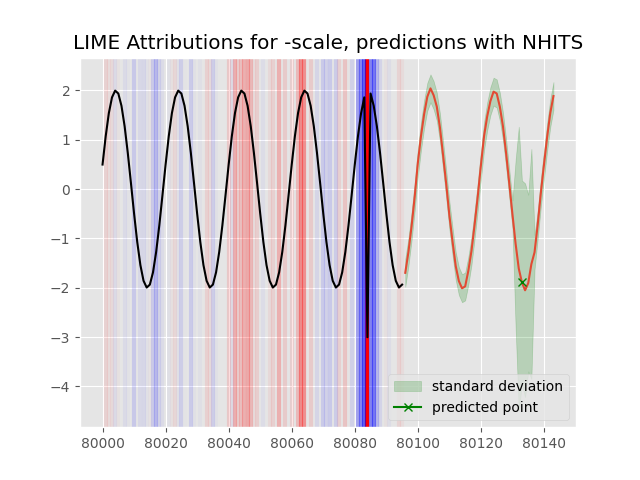 LIME Attributions for -scale, predictions with NHITS
2
1
0
−1
−2
−3
−4
standard deviation
predicted point
80000 80020 80040 80060 80080 80100 80120 80140